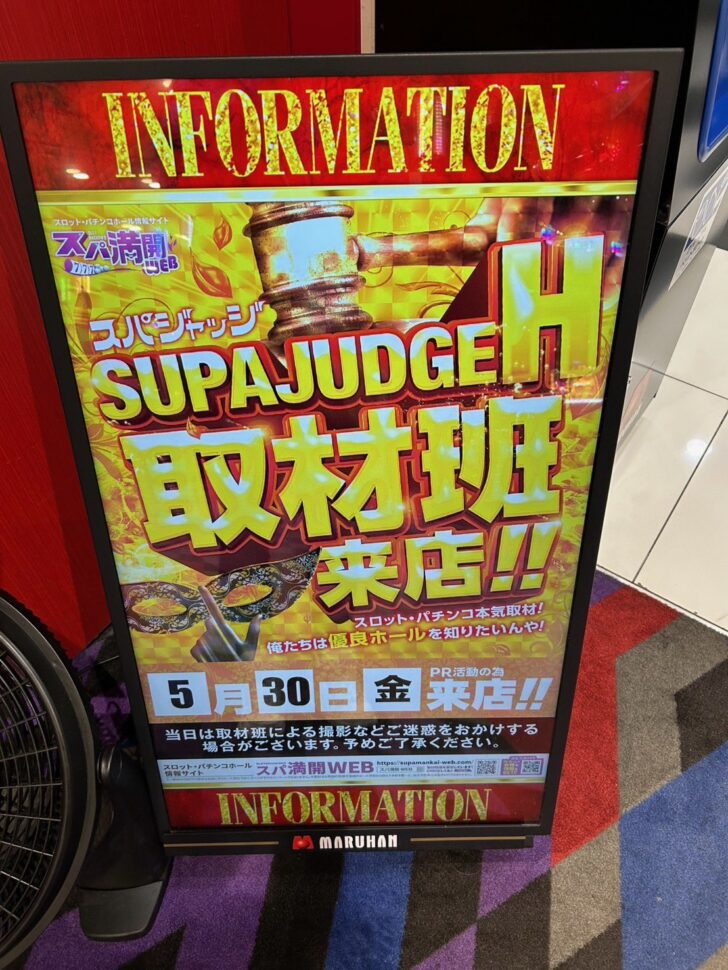 INFORMATION
スロット・パチンコホール情報サイト
スパ満開
777
WEB
スパジャッジ
SUPAJUDGE H
取材班
来店!!
スロット・パチンコ本気取材!
俺たちは優良ホールを知りたいんや!
5月30日 金 PR活動の為
来店!!
当日は取材班による撮影などご迷惑をおかけする
場合がございます。予めご了承ください。
スロット・パチンコホール
情報サイト
スパ満開WEB
https://supamankai-web.com/
スパ満開 WEB
INFORMATION
MARUHAN